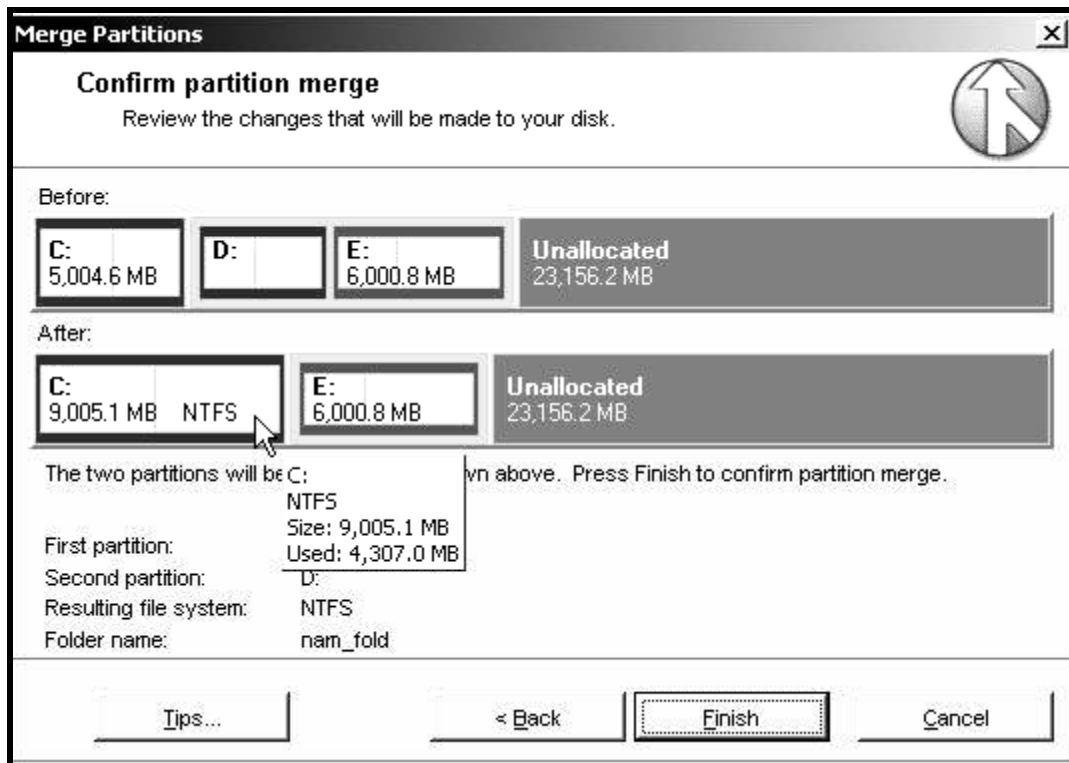 Merge Partitions
Confirm partition merge
Review the changes that will be made to your disk.
Before:
C:
5,004.6 MB
D:
E:
6,000.8 MB
Unallocated
23,156.2 MB
After:
C:
9,005.1 MB NTFS
E:
6,000.8 MB
Unallocated
23,156.2 MB
The two partitions will be vn above. Press Finish to confirm partition merge.
C:
NTFS
Size: 9,005.1 MB
Used: 4,307.0 MB
First partition:
Second partition: D:
Resulting file system: NTFS
Folder name: nam_fold
Tips...
< Back
Finish
Cancel